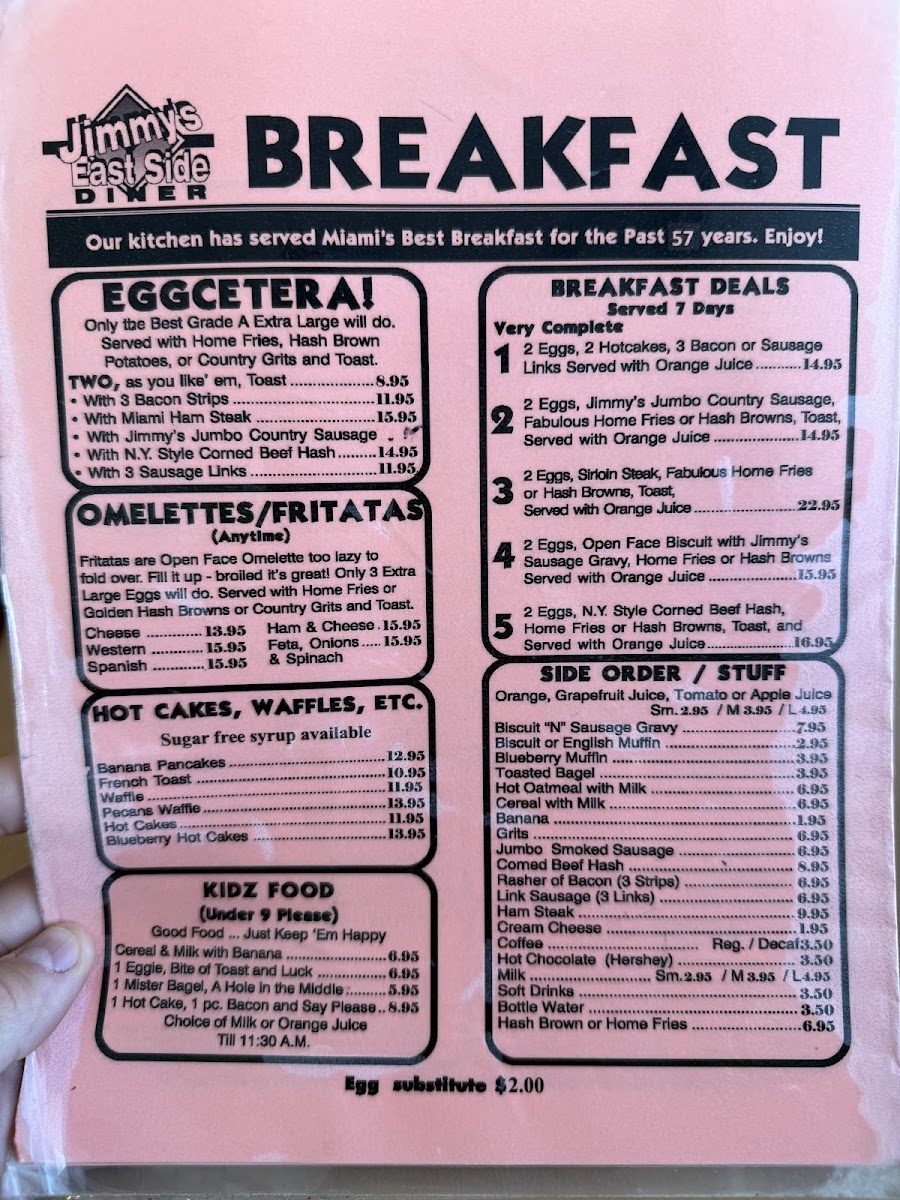 Jimmy's
East Side
DINER
BREAKFAST
Our kitchen has served Miami's Best Breakfast for the Past 57 years. Enjoy!
EGGCETERA!
Only the Best Grade A Extra Large will do.
Served with Home Fries, Hash Brown
Potatoes, or Country Grits and Toast.
TWO, as you like' em, Toast ....................8.95
• With 3 Bacon Strips ..................................11.95
• With Miami Ham Steak ............................15.95
• With Jimmy's Jumbo Country Sausage
• With N.Y. Style Corned Beef Hash.........14.95
• With 3 Sausage Links ..............................11.95
OMELETTES/FRITATAS
(Anytime)
Fritatas are Open Face Omelette too lazy to
fold over. Fill it up - broiled it's great! Only 3 Extra
Large Eggs will do. Served with Home Fries or
Golden Hash Browns or Country Grits and Toast.
Cheese ............13.95
Western ...........15.95
Spanish ............15.95
Ham & Cheese .15.95
Feta, Onions .....15.95
& Spinach
HOT CAKES, WAFFLES, ETC.
Sugar free syrup available
Banana Pancakes......................................12.95
French Toast ..............................................10.95
Waffle ..........................................................11.95
Pecans Waffle ............................................13.95
Hot Cakes...................................................11.95
Blueberry Hot Cakes .................................13.95
KIDZ FOOD
(Under 9 Please)
Good Food ... Just Keep 'Em Happy
Cereal & Milk with Banana ........................6.95
1 Eggie, Bite of Toast and Luck .................6.95
1 Mister Bagel, A Hole in the Middle..........5.95
1 Hot Cake, 1 pc. Bacon and Say Please..8.95
Choice of Milk or Orange Juice
Till 11:30 A.M.
BREAKFAST DEALS
Served 7 Days
Very Complete
1 2 Eggs, 2 Hotcakes, 3 Bacon or Sausage
Links Served with Orange Juice ...........14.95
2 2 Eggs, Jimmy's Jumbo Country Sausage,
Fabulous Home Fries or Hash Browns, Toast,
Served with Orange Juice ....................14.95
3 2 Eggs, Sirloin Steak, Fabulous Home Fries
or Hash Browns, Toast,
Served with Orange Juice........................22.95
4 2 Eggs, Open Face Biscuit with Jimmy's
Sausage Gravy, Home Fries or Hash Browns
Served with Orange Juice .....................15.95
5 2 Eggs, N.Y. Style Corned Beef Hash,
Home Fries or Hash Browns, Toast, and
Served with Orange Juice.....................16.95
SIDE ORDER / STUFF
Orange, Grapefruit Juice, Tomato or Apple Juice
Sm. 2.95 / M 3.95 / L 4.95
Biscuit "N" Sausage Gravy .......................7.95
Biscuit or English Muffin ...........................2.95
Blueberry Muffin ........................................3.95
Toasted Bagel ...........................................3.95
Hot Oatmeal with Milk ...............................6.95
Cereal with Milk .........................................6.95
Banana ......................................................1.95
Grits ...........................................................6.95
Jumbo Smoked Sausage .........................6.95
Corned Beef Hash .....................................8.95
Rasher of Bacon (3 Strips) ........................6.95
Link Sausage (3 Links) ..............................6.95
Ham Steak .................................................9.95
Cream Cheese ..........................................1.95
Coffee ............................... Reg. / Decaf3.50
Hot Chocolate (Hershey) ..........................3.50
Milk ......................... Sm. 2.95 / M 3.95 / L 4.95
Soft Drinks .................................................3.50
Bottle Water ...............................................3.50
Hash Brown or Home Fries .......................6.95
Egg substitute $2.00